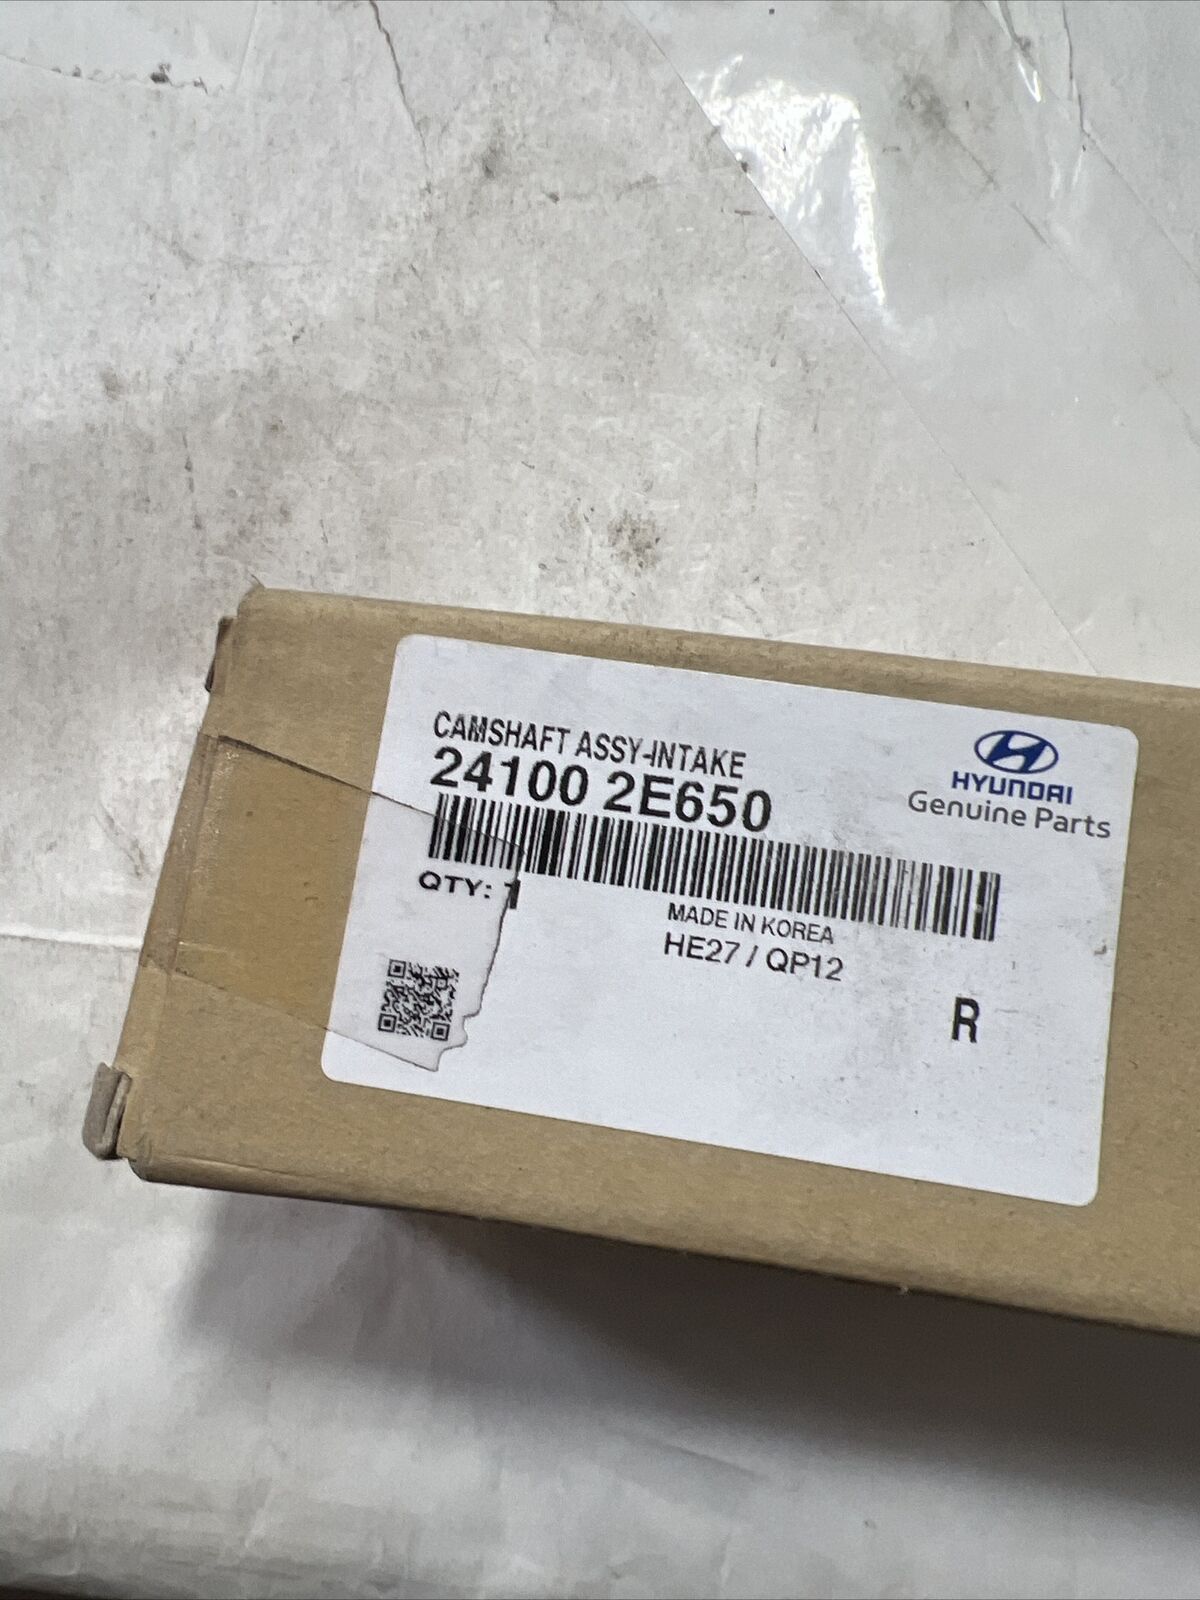 CAMSHAFT ASSY-INTAKE
24100 2E650
HYUNDAI
Genuine Parts
QTY: 1
MADE IN KOREA
HE27 / QP12
R